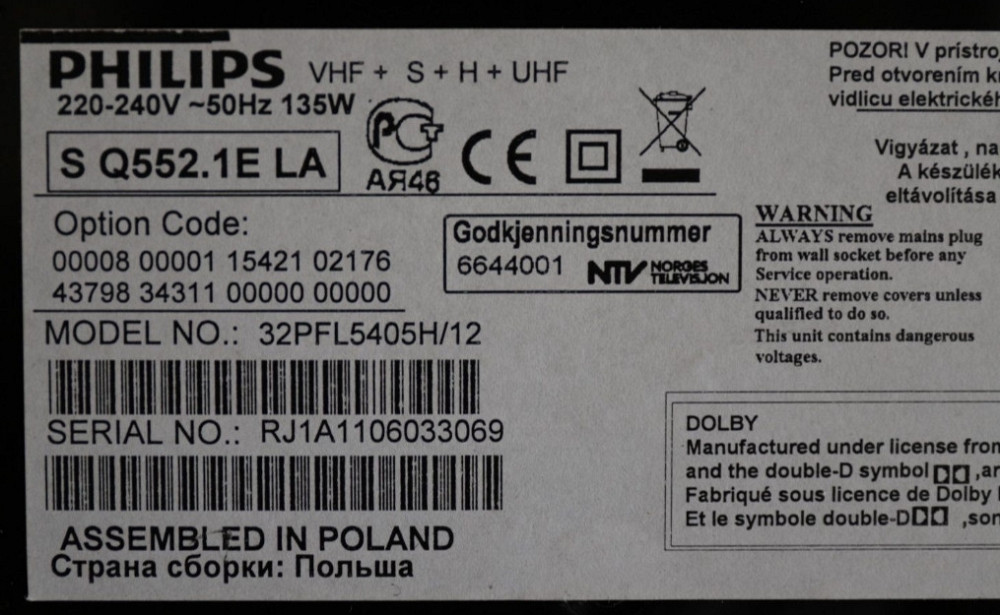 PHILIPS VHF + S + H + UHF
220-240V ~50Hz 135W
S Q552.1E LA
РСТ
АЯ46
CE
Option Code:
00008 00001 15421 02176
43798 34311 00000 00000
Godkjenningsnummer
6644001 NTV NORGES
TELEVISJON
MODEL NO.: 32PFL5405H/12
SERIAL NO.: RJ1A1106033069
ASSEMBLED IN POLAND
Страна сборки: Польша
POZOR! V prístro
Pred otvorením k
vidlicu elektrickéh
Vigyázat , na
A készülék
eltávolítása
WARNING
ALWAYS remove mains plug
from wall socket before any
Service operation.
NEVER remove covers unless
qualified to do so.
This unit contains dangerous
voltages.
DOLBY
Manufactured under license from
and the double-D symbol ,ar
Fabriqué sous licence de Dolby
Et le symbole double-D ,son